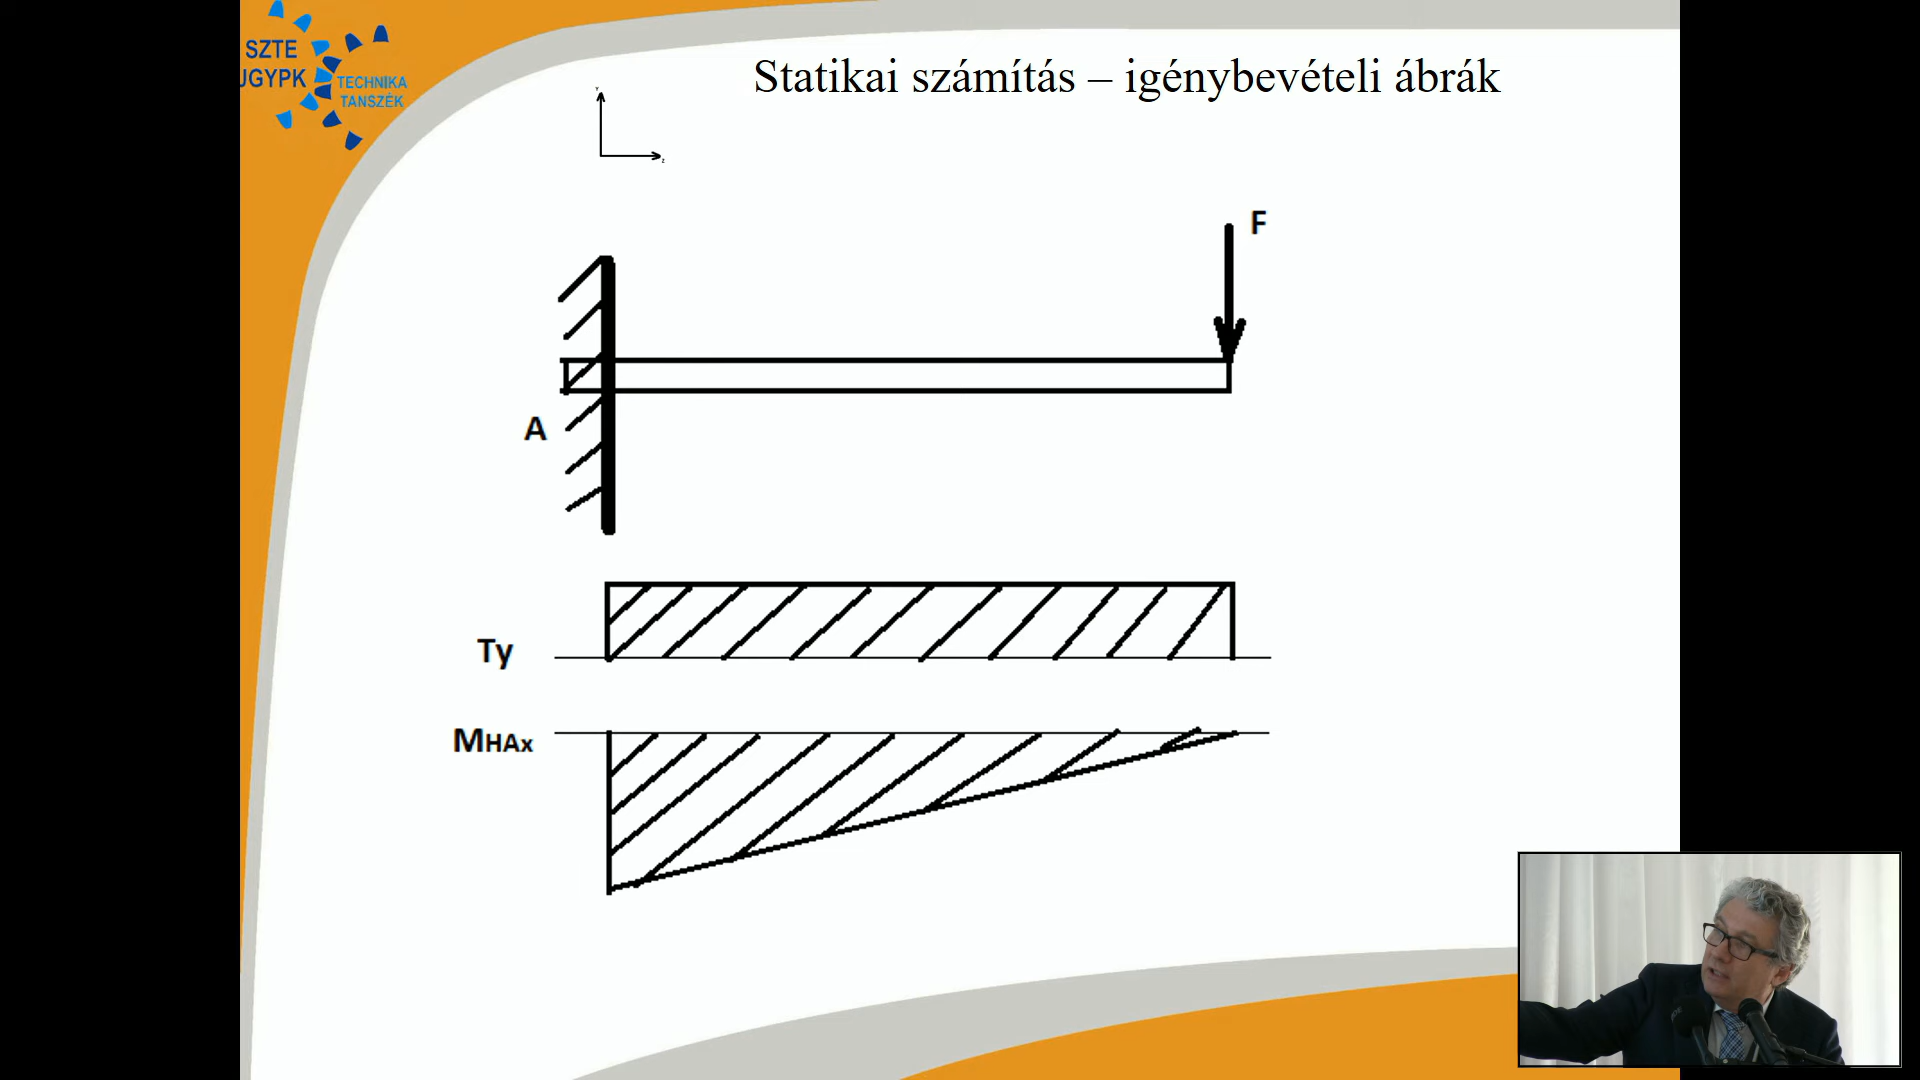 SZTE
JGYPK
TECHNIKA
TANSZÉK
Statikai számítás – igénybevételi ábrák
Y
z
F
A
Ty
MHAx